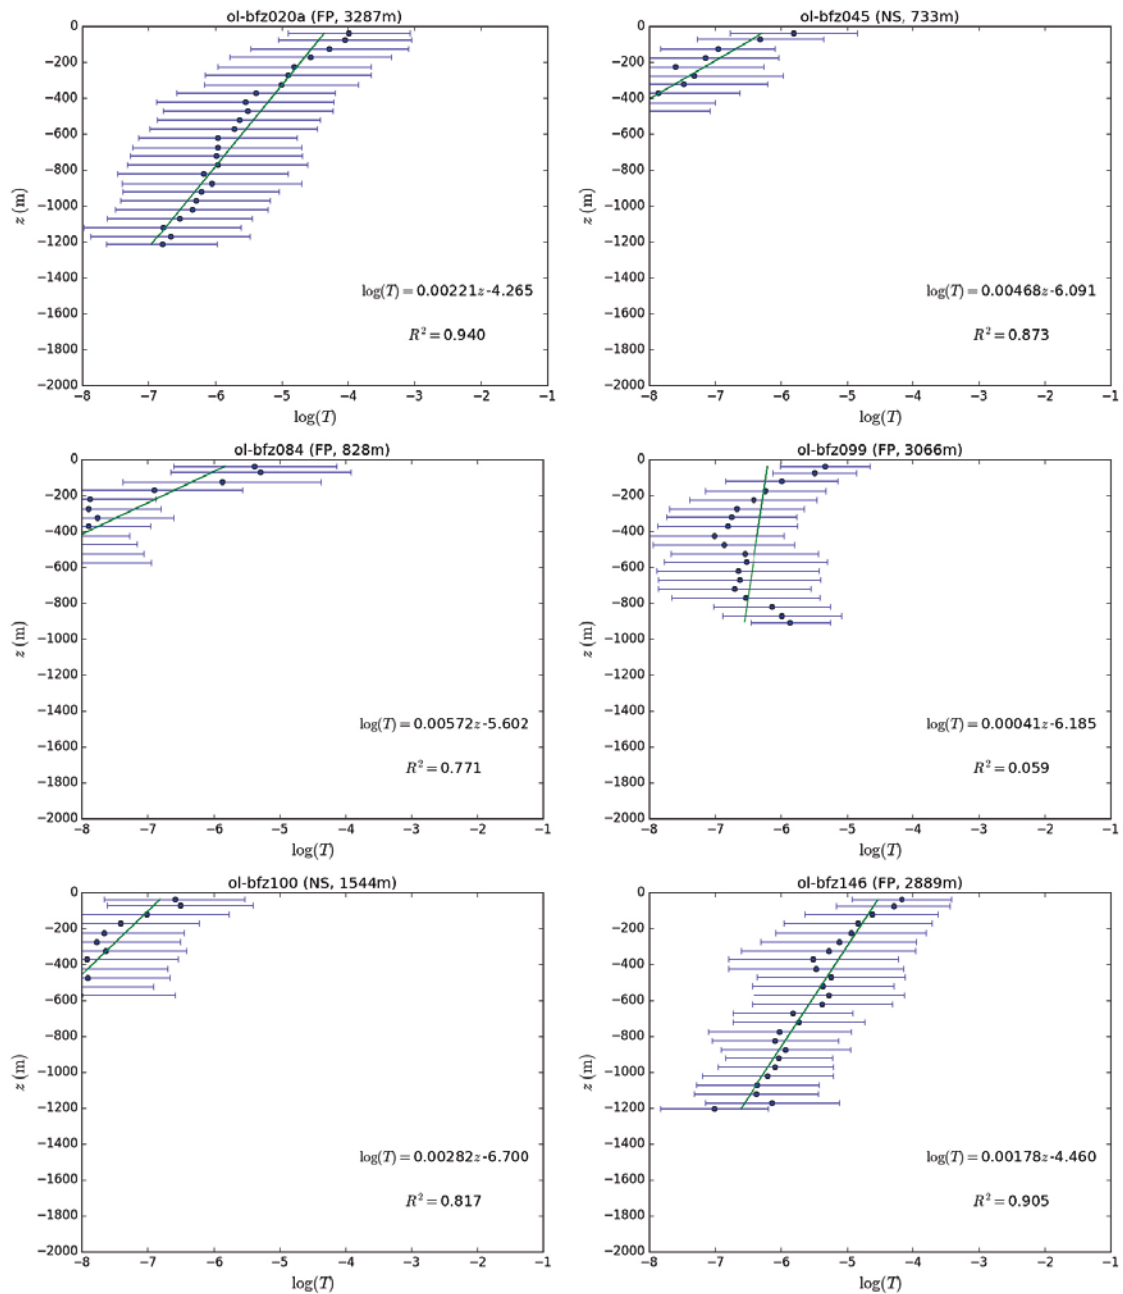 ol-bfz020a (FP, 3287m)
0
−200
−400
−600
−800
−1000
−1200
−1400
−1600
−1800
−2000
z (m)
log(T) = 0.00221z-4.265
R² = 0.940
−8 −7 −6 −5 −4 −3 −2 −1
log(T)
ol-bfz045 (NS, 733m)
0
−200
−400
−600
−800
−1000
−1200
−1400
−1600
−1800
−2000
z (m)
log(T) = 0.00468z-6.091
R² = 0.873
−8 −7 −6 −5 −4 −3 −2 −1
log(T)
ol-bfz084 (FP, 828m)
0
−200
−400
−600
−800
−1000
−1200
−1400
−1600
−1800
−2000
z (m)
log(T) = 0.00572z-5.602
R² = 0.771
−8 −7 −6 −5 −4 −3 −2 −1
log(T)
ol-bfz099 (FP, 3066m)
0
−200
−400
−600
−800
−1000
−1200
−1400
−1600
−1800
−2000
z (m)
log(T) = 0.00041z-6.185
R² = 0.059
−8 −7 −6 −5 −4 −3 −2 −1
log(T)
ol-bfz100 (NS, 1544m)
0
−200
−400
−600
−800
−1000
−1200
−1400
−1600
−1800
−2000
z (m)
log(T) = 0.00282z-6.700
R² = 0.817
−8 −7 −6 −5 −4 −3 −2 −1
log(T)
ol-bfz146 (FP, 2889m)
0
−200
−400
−600
−800
−1000
−1200
−1400
−1600
−1800
−2000
z (m)
log(T) = 0.00178z-4.460
R² = 0.905
−8 −7 −6 −5 −4 −3 −2 −1
log(T)